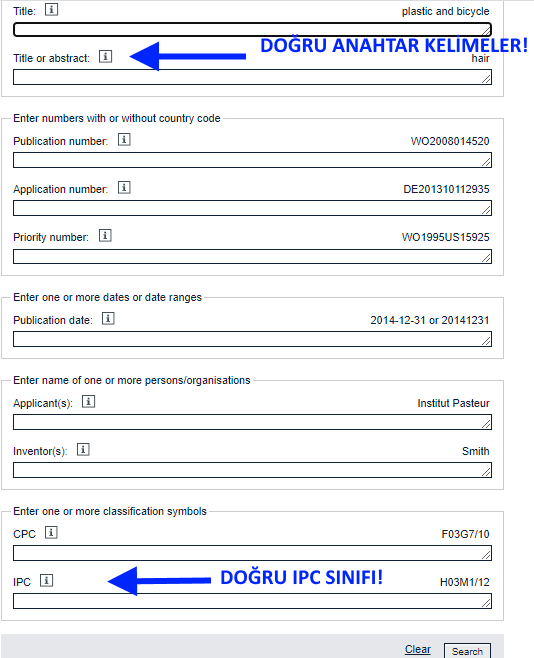 Title: i plastic and bicycle
DOĞRU ANAHTAR KELİMELER!
Title or abstract: i hair
Enter numbers with or without country code
Publication number: i WO2008014520
Application number: i DE201310112935
Priority number: i WO1995US15925
Enter one or more dates or date ranges
Publication date: i 2014-12-31 or 20141231
Enter name of one or more persons/organisations
Applicant(s): i Institut Pasteur
Inventor(s): i Smith
Enter one or more classification symbols
CPC i F03G7/10
IPC i DOĞRU IPC SINIFI! H03M1/12
Clear Search